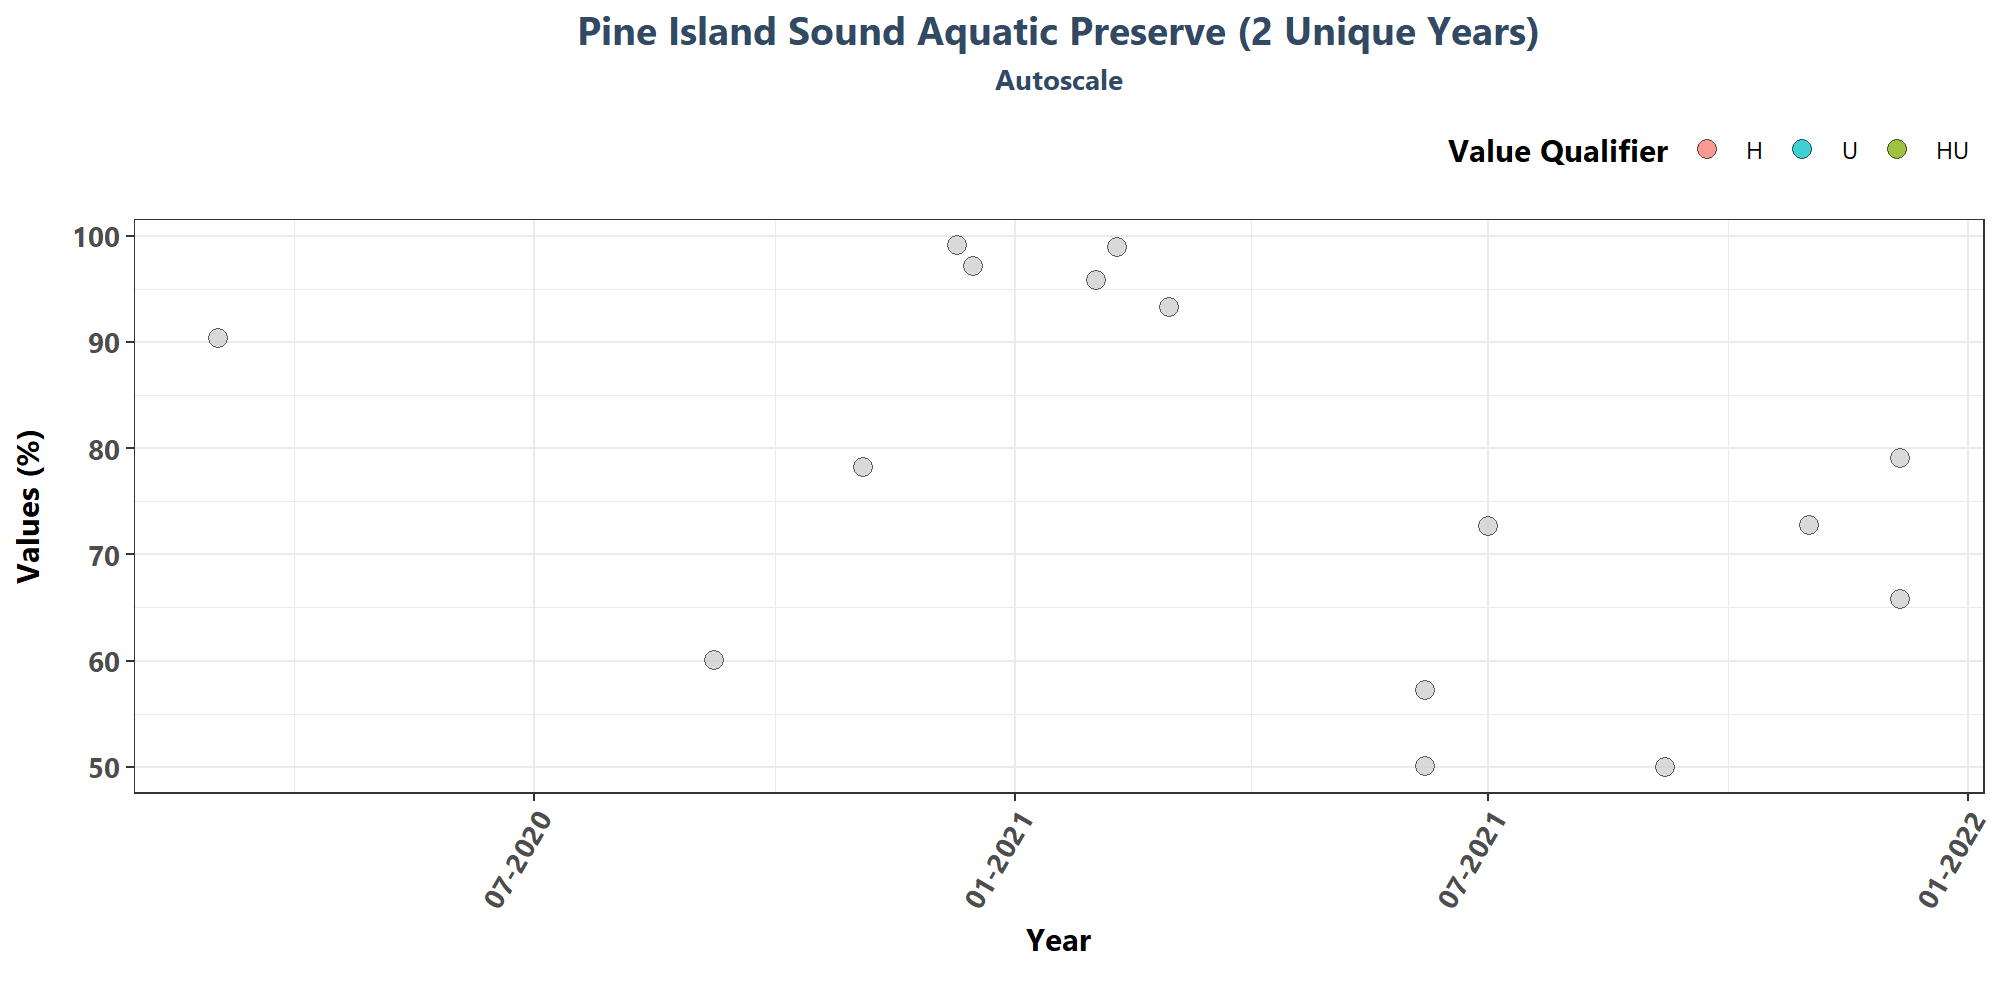 Pine Island Sound Aquatic Preserve (2 Unique Years)
Autoscale
Value Qualifier H U HU
100
90
80
70
60
50
Values (%)
07-2020 01-2021 07-2021 01-2022
Year